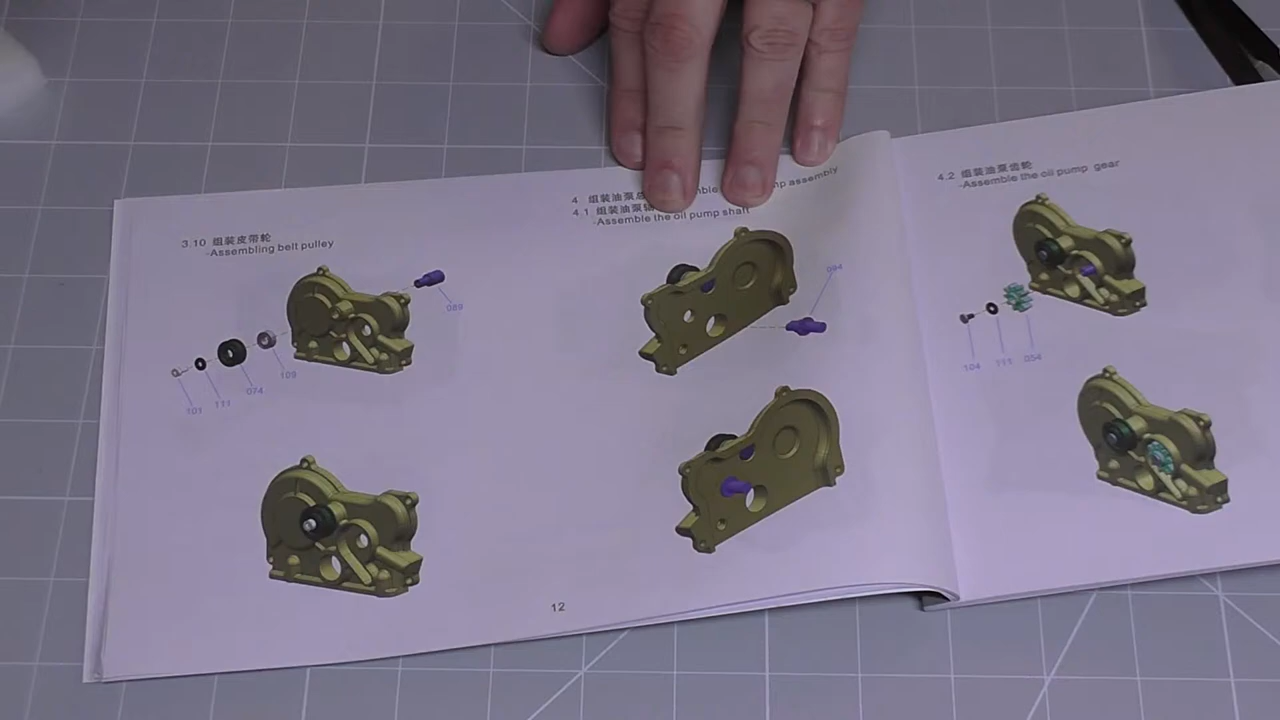 3.10 组装皮带轮
-Assembling belt pulley
089
109
074
111
101
4 组装油泵 mp assembly
4.1 组装油泵
-Assemble the oil pump shaft
094
12
4.2 组装油泵齿轮
-Assemble the oil pump gear
104
111
054